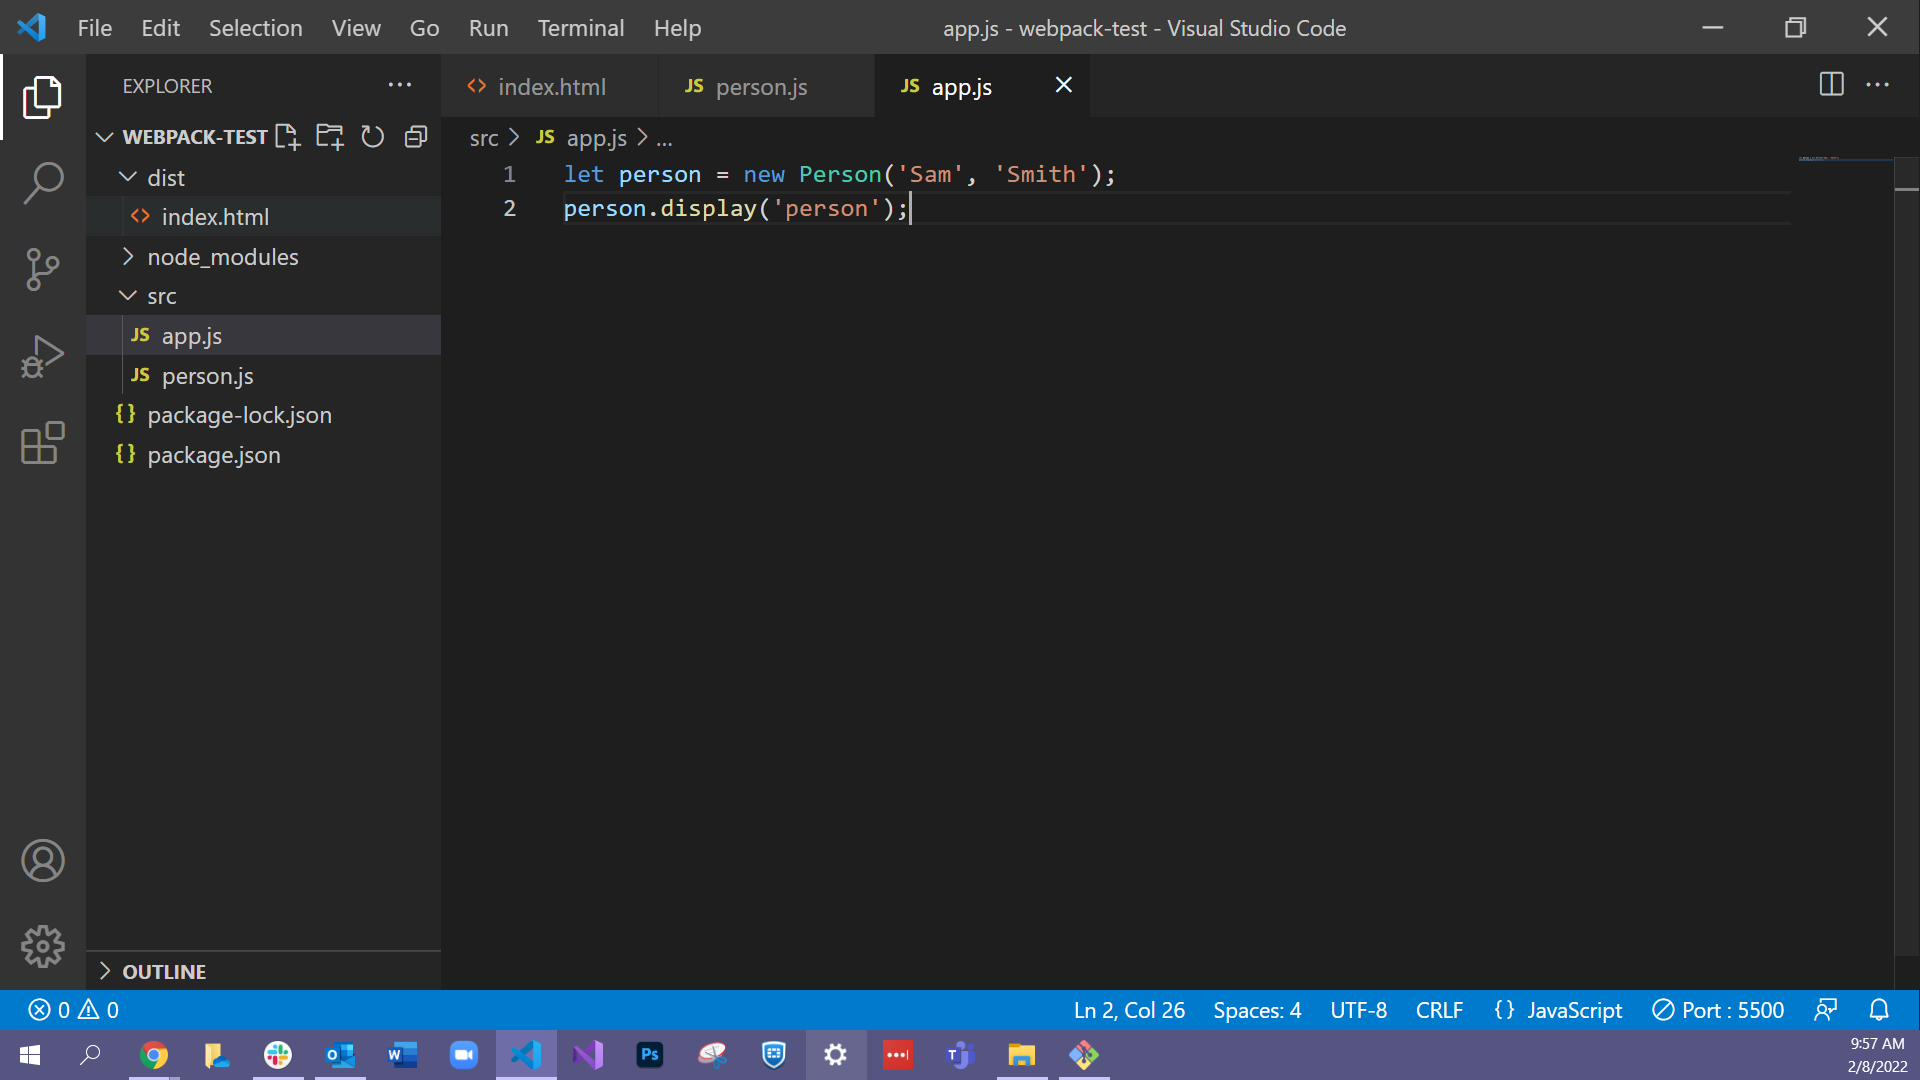 File Edit Selection View Go Run Terminal Help
app.js - webpack-test - Visual Studio Code
EXPLORER
WEBPACK-TEST
dist
index.html
node_modules
src
JS app.js
JS person.js
{} package-lock.json
{} package.json
OUTLINE
<> index.html
JS person.js
JS app.js
src > JS app.js > ...
1 let person = new Person('Sam', 'Smith');
2 person.display('person');
0 0
Ln 2, Col 26 Spaces: 4 UTF-8 CRLF {} JavaScript Port : 5500
Ps
9:57 AM
2/8/2022